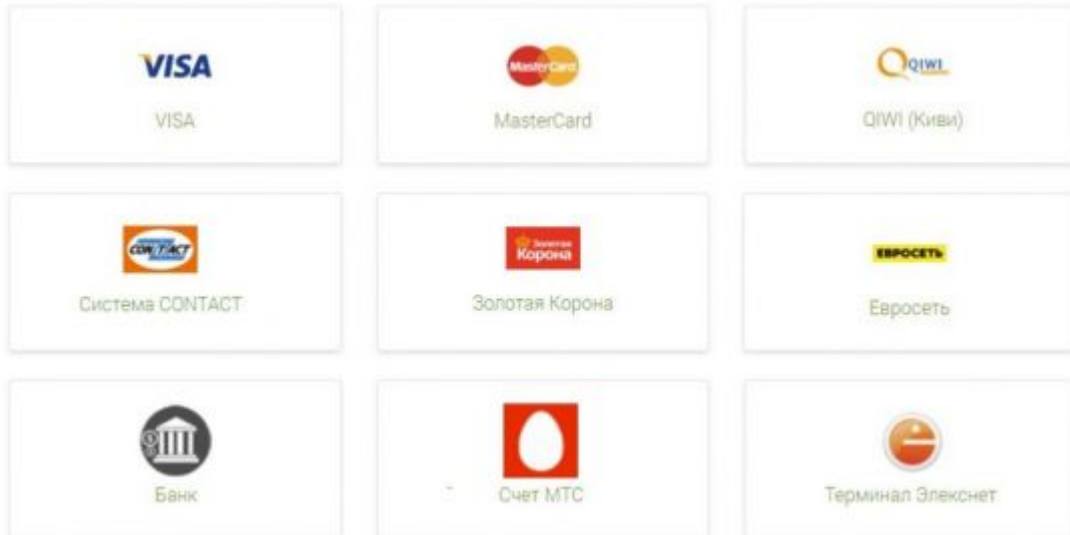 VISA
MasterCard
QIWI
VISA
MasterCard
QIWI (Киви)
CONTACT
Золотая
Корона
ЕВРОСЕТЬ
Система CONTACT
Золотая Корона
Евросеть
Банк
Счет МТС
Терминал Элекснет